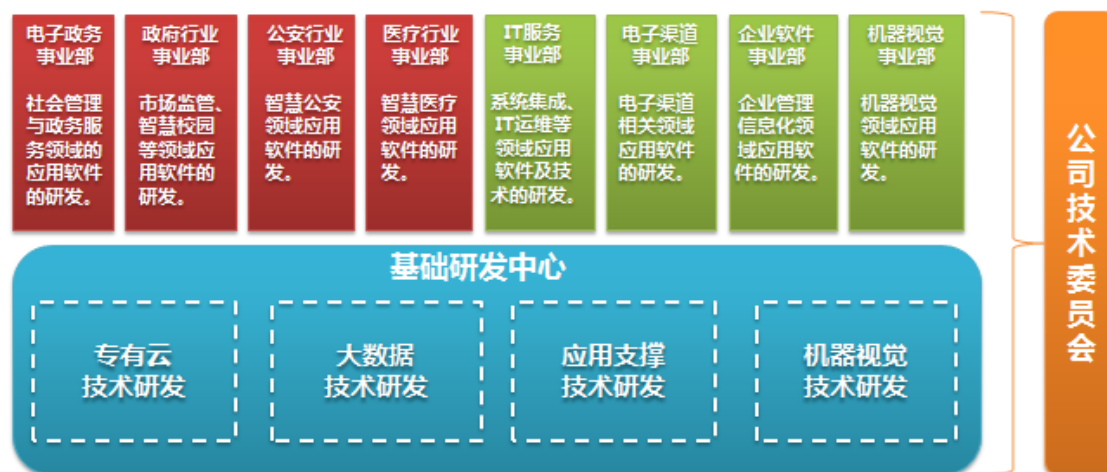 电子政务
事业部
社会管理
与政务服
务领域的
应用软件
的研发。
政府行业
事业部
市场监管、
智慧校园
等领域应
用软件的
研发。
公安行业
事业部
智慧公安
领域应用
软件的研
发。
医疗行业
事业部
智慧医疗
领域应用
软件的研
发。
IT服务
事业部
系统集成、
IT运维等
领域应用
软件及技
术的研发。
电子渠道
事业部
电子渠道
相关领域
应用软件
的研发。
企业软件
事业部
企业管理
信息化领
域应用软
件的研发。
机器视觉
事业部
机器视觉
领域应用
软件的研
发。
基础研发中心
专有云
技术研发
大数据
技术研发
应用支撑
技术研发
机器视觉
技术研发
公司技术委员会